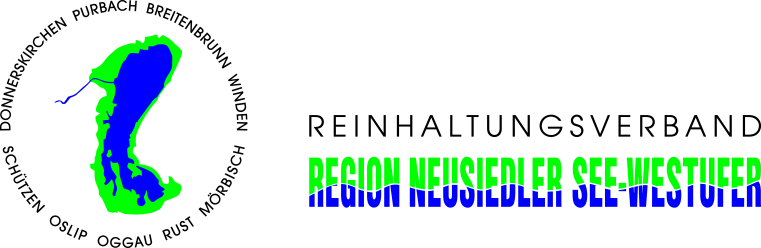 DONNERSKIRCHEN PURBACH BREITENBRUNN WINDEN
SCHÜTZEN OSLIP OGGAU RUST MÖRBISCH
REINHALTUNGSVERBAND
REGION NEUSIEDLER SEE-WESTUFER